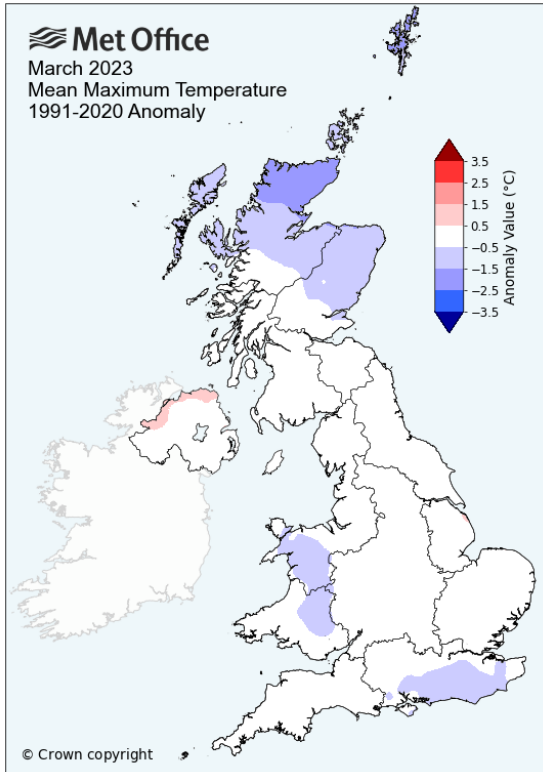 Met Office
March 2023
Mean Maximum Temperature
1991-2020 Anomaly
3.5
2.5
1.5
0.5
−0.5
−1.5
−2.5
−3.5
Anomaly Value (°C)
© Crown copyright